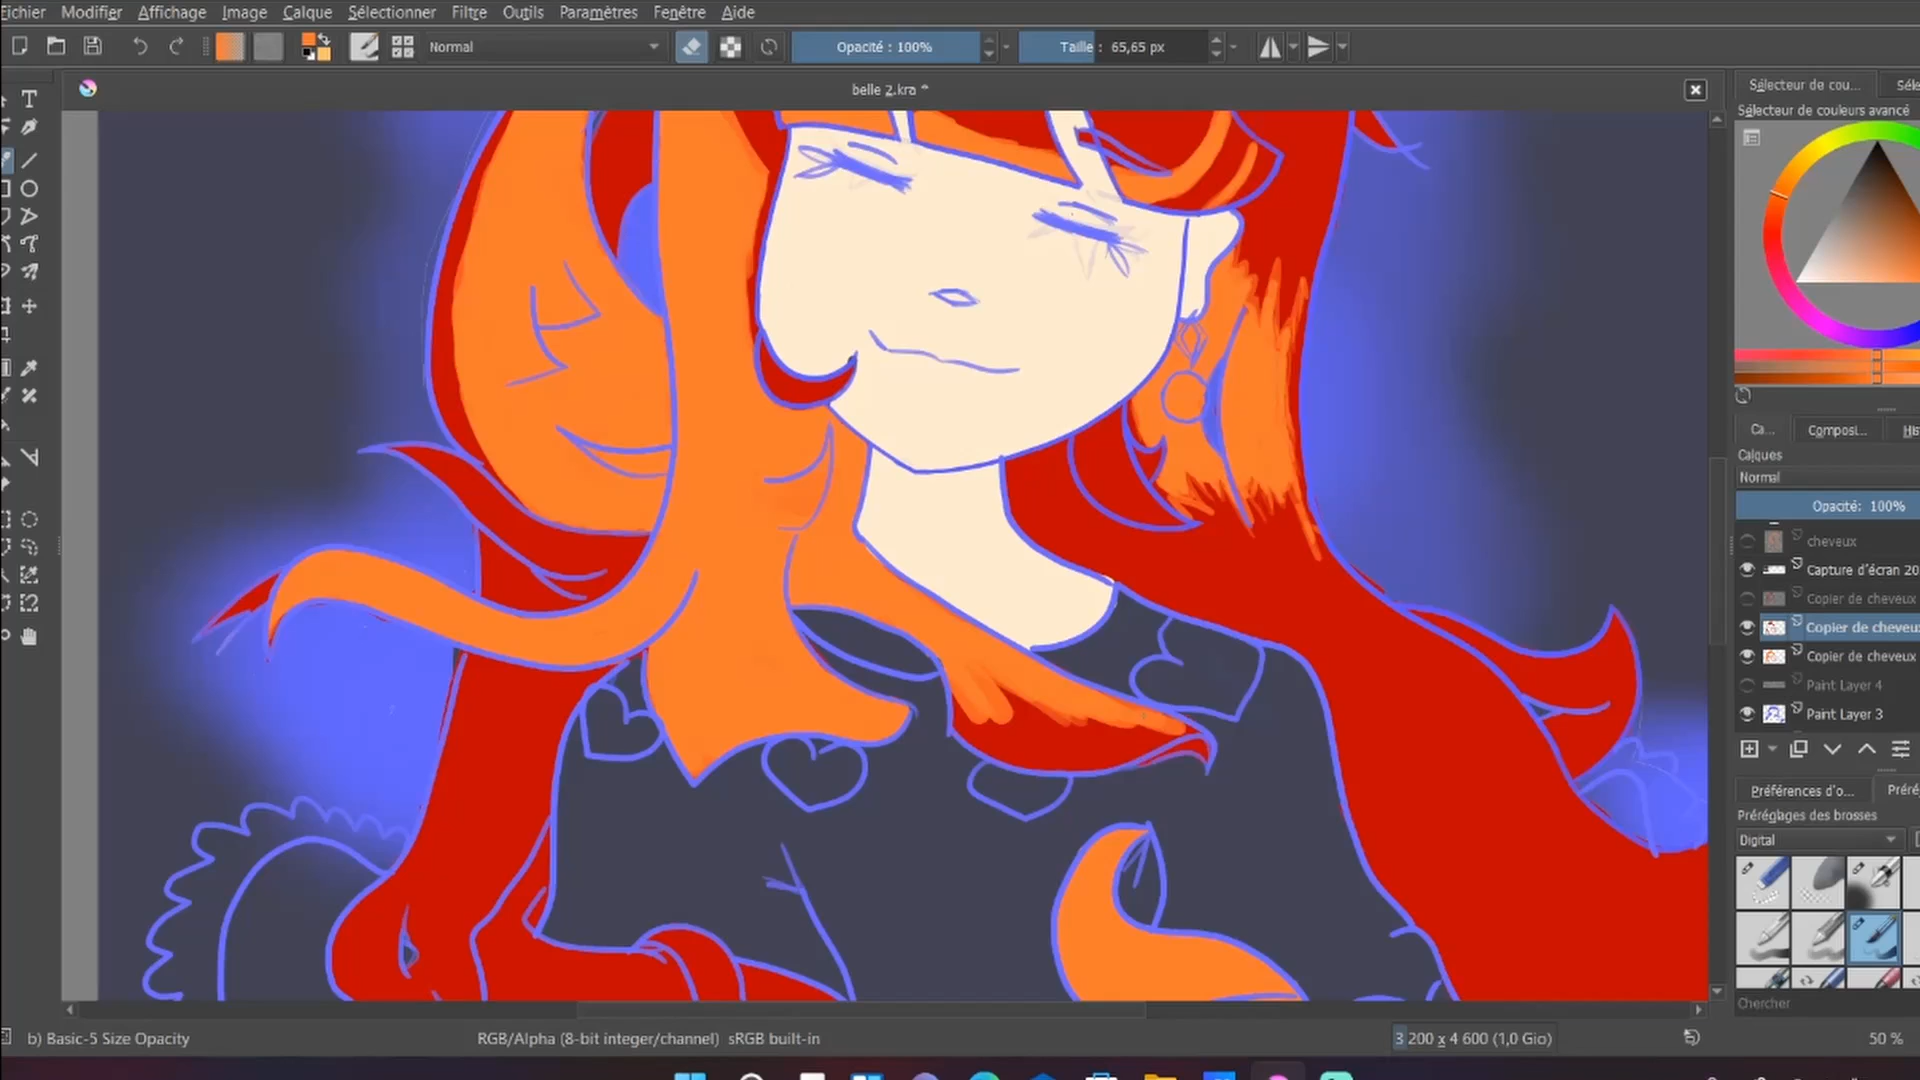 Fichier Modifier Affichage Image Calque Sélectionner Filtre Outils Paramètres Fenêtre Aide
Normal Opacité : 100% Taille : 65,65 px
belle 2.kra *
Sélecteur de cou... Séle
Sélecteur de couleurs avancé
Ca... Composi... His
Calques
Normal
Opacité: 100%
cheveux
Capture d'écran 20
Copier de cheveux
Copier de cheveux
Copier de cheveux
Paint Layer 4
Paint Layer 3
Préférences d'o... Préré
Préréglages des brosses
Digital
Chercher
b) Basic-5 Size Opacity RGB/Alpha (8-bit integer/channel) sRGB built-in 3 200 x 4 600 (1,0 Gio) 50 %